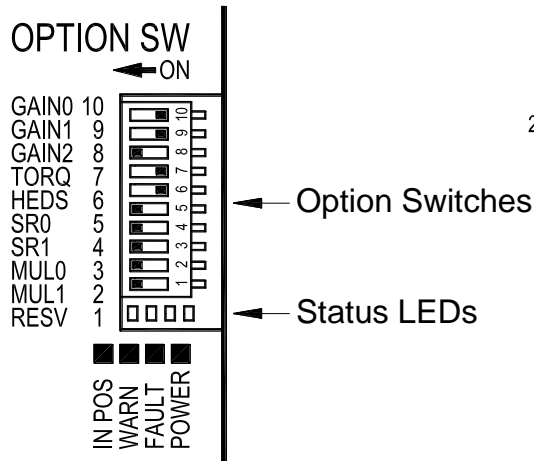 OPTION SW
ON
GAIN0 10
GAIN1 9
GAIN2 8
TORQ 7
HEDS 6
SR0 5
SR1 4
MUL0 3
MUL1 2
RESV 1
10
9
8
7
6
5
4
3
2
1
Option Switches
Status LEDs
IN POS
WARN
FAULT
POWER
2